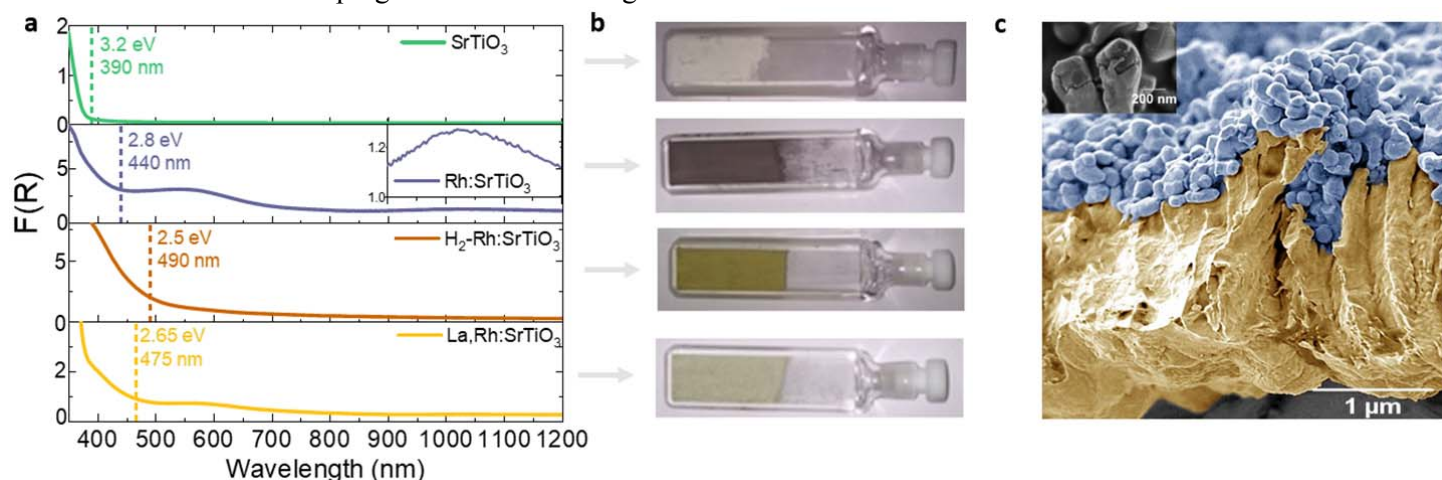 a
2
1
0
3.2 eV
390 nm
SrTiO3
5
0
2.8 eV
440 nm
1.2
1.0
Rh:SrTiO3
5
0
2.5 eV
490 nm
H2-Rh:SrTiO3
2
0
2.65 eV
475 nm
La,Rh:SrTiO3
F(R)
400 500 600 700 800 900 1000 1100 1200
Wavelength (nm)
b
c
200 nm
1 µm